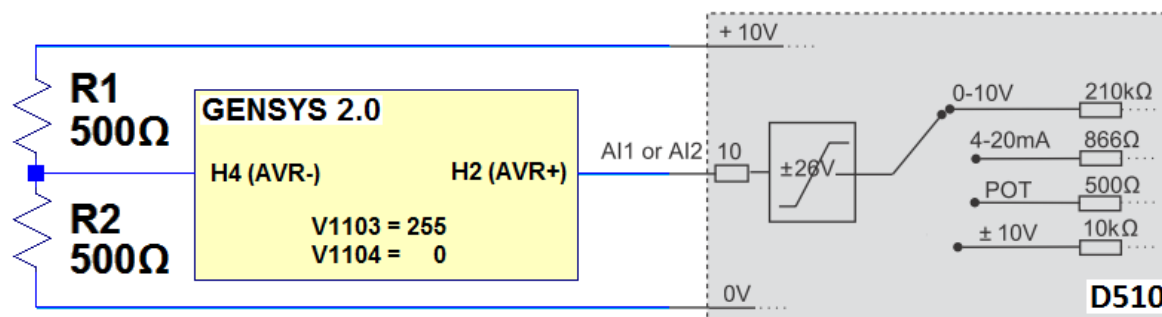 + 10V
R1
500Ω
GENSYS 2.0
0-10V
210kΩ
AI1 or AI2
10
±26V
4-20mA
866Ω
H4 (AVR-)
H2 (AVR+)
POT
500Ω
R2
500Ω
V1103 = 255
V1104 = 0
± 10V
10kΩ
0V
D510